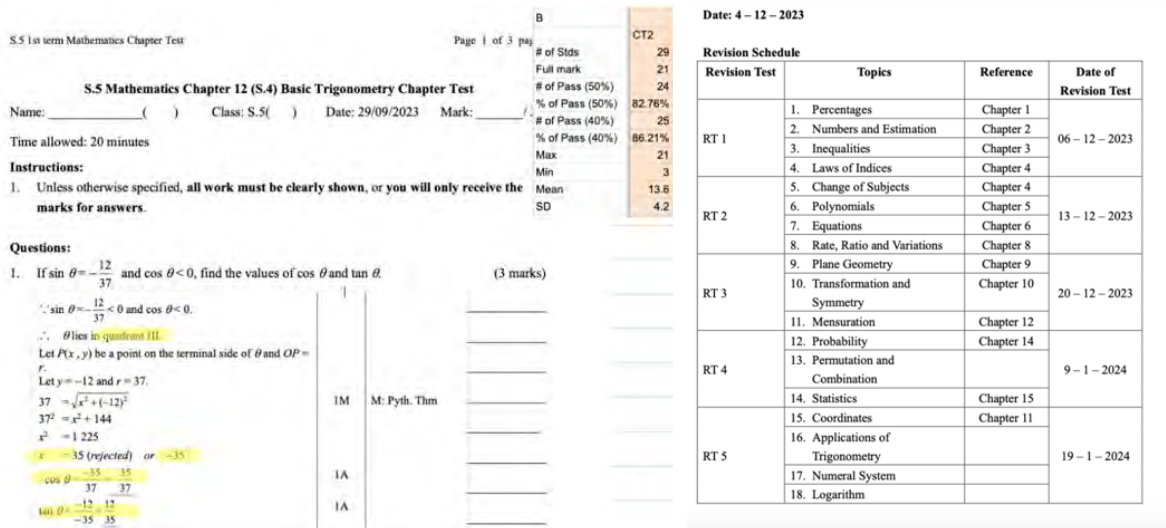 S.5 1st term Mathematics Chapter Test
Page 1 of 3 pag
S.5 Mathematics Chapter 12 (S.4) Basic Trigonometry Chapter Test
Name: ______________( ) Class: S.5( ) Date: 29/09/2023 Mark: _______/
Time allowed: 20 minutes
Instructions:
1. Unless otherwise specified, all work must be clearly shown, or you will only receive the
marks for answers.
Questions:
1. If sin θ = −12/37 and cos θ < 0, find the values of cos θ and tan θ. (3 marks)
∵ sin θ = −12/37 < 0 and cos θ < 0.
∴ θ lies in quadrant III.
Let P(x , y) be a point on the terminal side of θ and OP =
r.
Let y = −12 and r = 37.
37 = √x² + (−12)² 1M M: Pyth. Thm
37² = x² + 144
x² = 1 225
x = 35 (rejected) or −35
cos θ = −35/37 = − 35/37 1A
tan θ = −12/−35 = 12/35 1A
B
CT2
# of Stds 29
Full mark 21
# of Pass (50%) 24
% of Pass (50%) 82.76%
# of Pass (40%) 25
% of Pass (40%) 86.21%
Max 21
Min 3
Mean 13.6
SD 4.2
Date: 4 – 12 – 2023
Revision Schedule
Revision Test Topics Reference Date of
Revision Test
RT 1
1. Percentages Chapter 1
2. Numbers and Estimation Chapter 2
3. Inequalities Chapter 3
4. Laws of Indices Chapter 4
06 – 12 – 2023
RT 2
5. Change of Subjects Chapter 4
6. Polynomials Chapter 5
7. Equations Chapter 6
8. Rate, Ratio and Variations Chapter 8
13 – 12 – 2023
RT 3
9. Plane Geometry Chapter 9
10. Transformation and Chapter 10
Symmetry
11. Mensuration Chapter 12
20 – 12 – 2023
RT 4
12. Probability Chapter 14
13. Permutation and
Combination
14. Statistics Chapter 15
9 – 1 – 2024
RT 5
15. Coordinates Chapter 11
16. Applications of
Trigonometry
17. Numeral System
18. Logarithm
19 – 1 – 2024